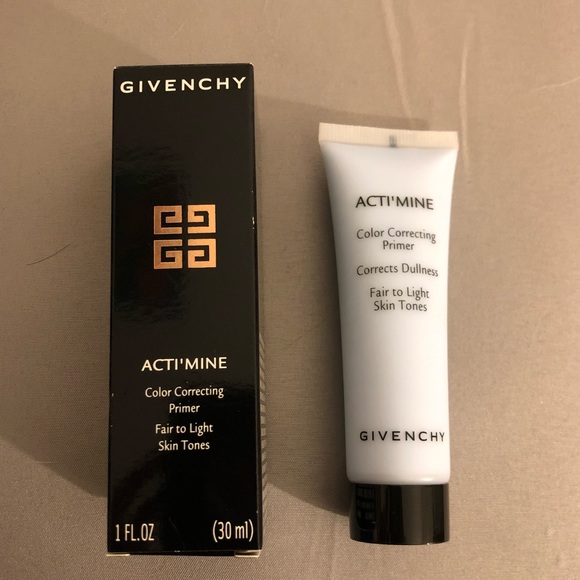 GIVENCHY
ACTI'MINE
Color Correcting
Primer
Fair to Light
Skin Tones
1 FL.OZ (30 ml)
ACTI'MINE
Color Correcting
Primer
Corrects Dullness
Fair to Light
Skin Tones
GIVENCHY